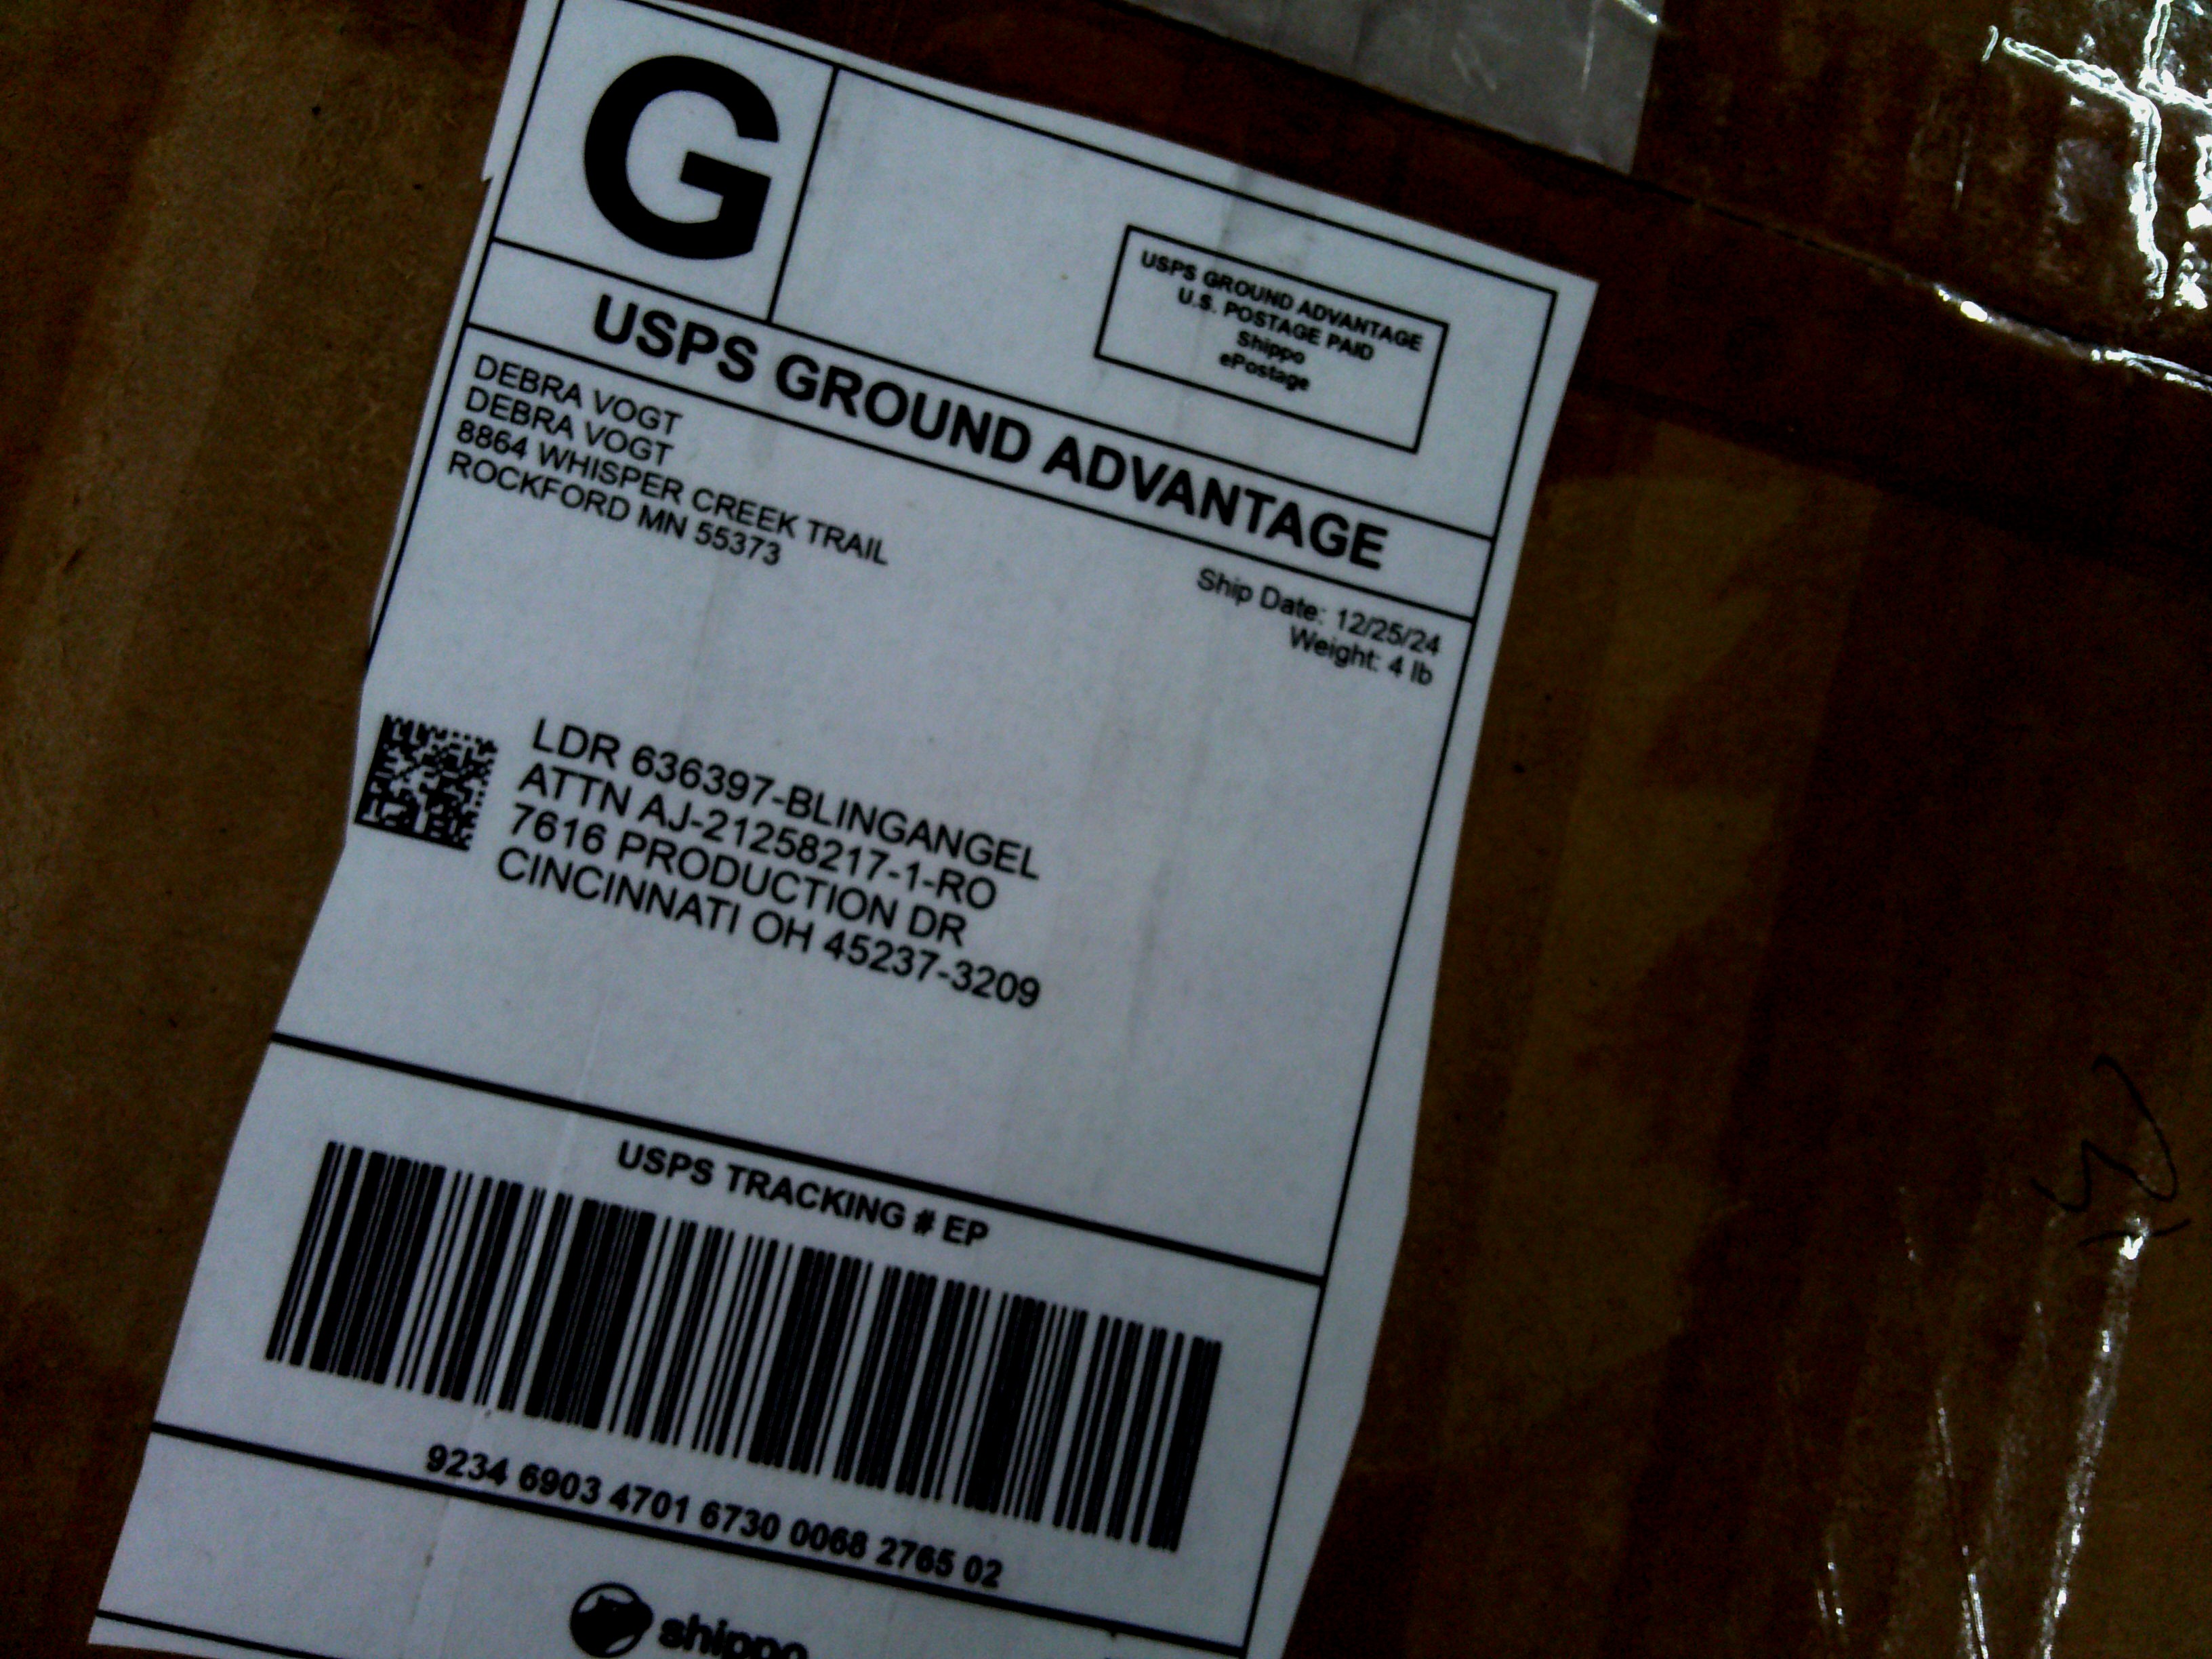 G
USPS GROUND ADVANTAGE
U.S. POSTAGE PAID
Shippo
ePostage
USPS GROUND ADVANTAGE
DEBRA VOGT
DEBRA VOGT
8864 WHISPER CREEK TRAIL
ROCKFORD MN 55373
Ship Date: 12/25/24
Weight: 4 lb
LDR 636397-BLINGANGEL
ATTN AJ-21258217-1-RO
7616 PRODUCTION DR
CINCINNATI OH 45237-3209
USPS TRACKING # EP
9234 6903 4701 6730 0068 2765 02
shippo